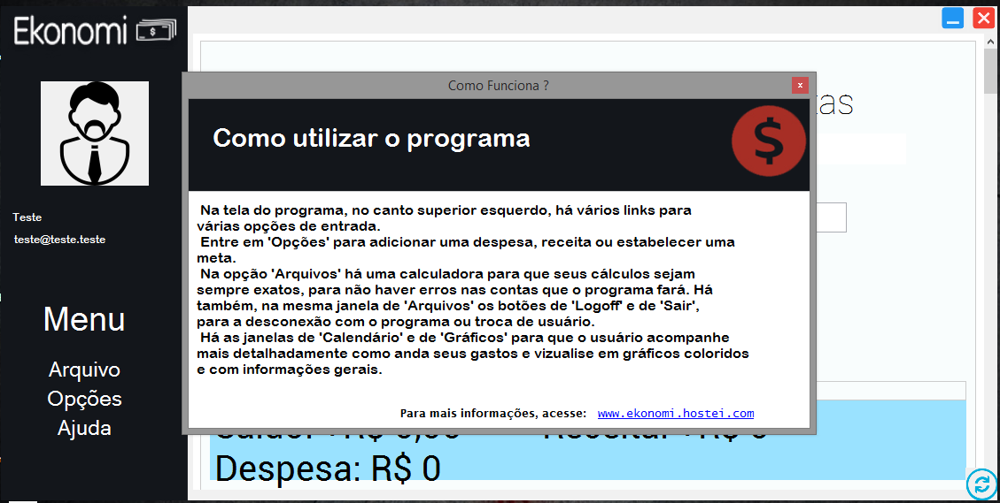 Ekonomi
Teste
teste@teste.teste
Menu
Arquivo
Opções
Ajuda
Como Funciona ?
x
Como utilizar o programa
$
Na tela do programa, no canto superior esquerdo, há vários links para
várias opções de entrada.
Entre em 'Opções' para adicionar uma despesa, receita ou estabelecer uma
meta.
Na opção 'Arquivos' há uma calculadora para que seus cálculos sejam
sempre exatos, para não haver erros nas contas que o programa fará. Há
também, na mesma janela de 'Arquivos' os botões de 'Logoff' e de 'Sair',
para a desconexão com o programa ou troca de usuário.
Há as janelas de 'Calendário' e de 'Gráficos' para que o usuário acompanhe
mais detalhadamente como anda seus gastos e vizualise em gráficos coloridos
e com informações gerais.
Para mais informações, acesse: www.ekonomi.hostei.com
Despesa: R$ 0